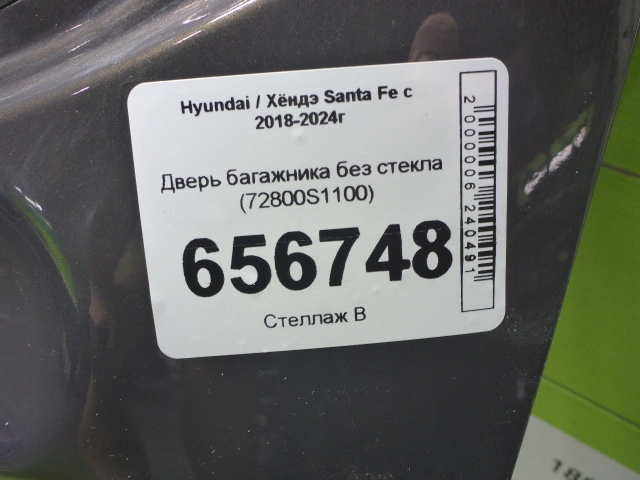 Hyundai / Хёндэ Santa Fe с
2018-2024г
Дверь багажника без стекла
(72800S1100)
656748
Стеллаж В
2000006240491